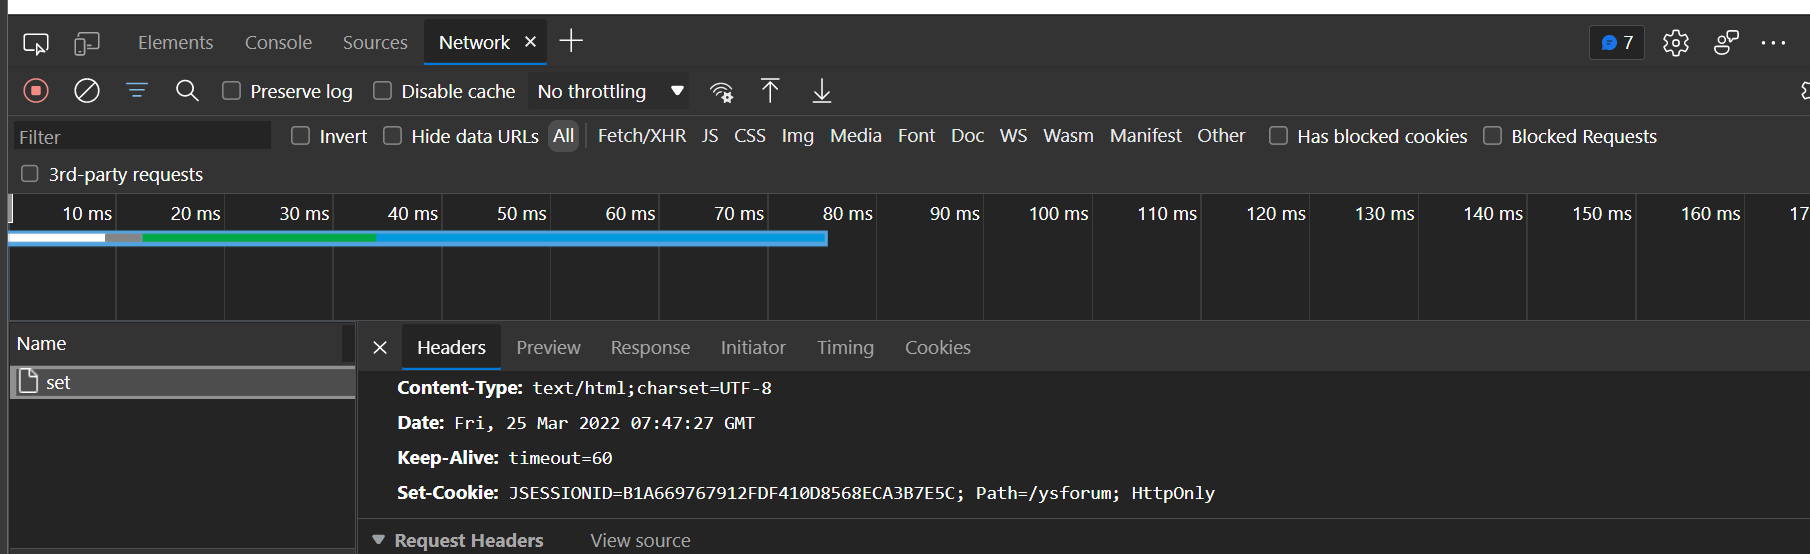 Elements Console Sources Network 7
Preserve log Disable cache No throttling
Filter Invert Hide data URLs All Fetch/XHR JS CSS Img Media Font Doc WS Wasm Manifest Other Has blocked cookies Blocked Requests
3rd-party requests
10 ms 20 ms 30 ms 40 ms 50 ms 60 ms 70 ms 80 ms 90 ms 100 ms 110 ms 120 ms 130 ms 140 ms 150 ms 160 ms 17
Name Headers Preview Response Initiator Timing Cookies
set
Content-Type: text/html;charset=UTF-8
Date: Fri, 25 Mar 2022 07:47:27 GMT
Keep-Alive: timeout=60
Set-Cookie: JSESSIONID=B1A669767912FDF410D8568ECA3B7E5C; Path=/ysforum; HttpOnly
Request Headers View source